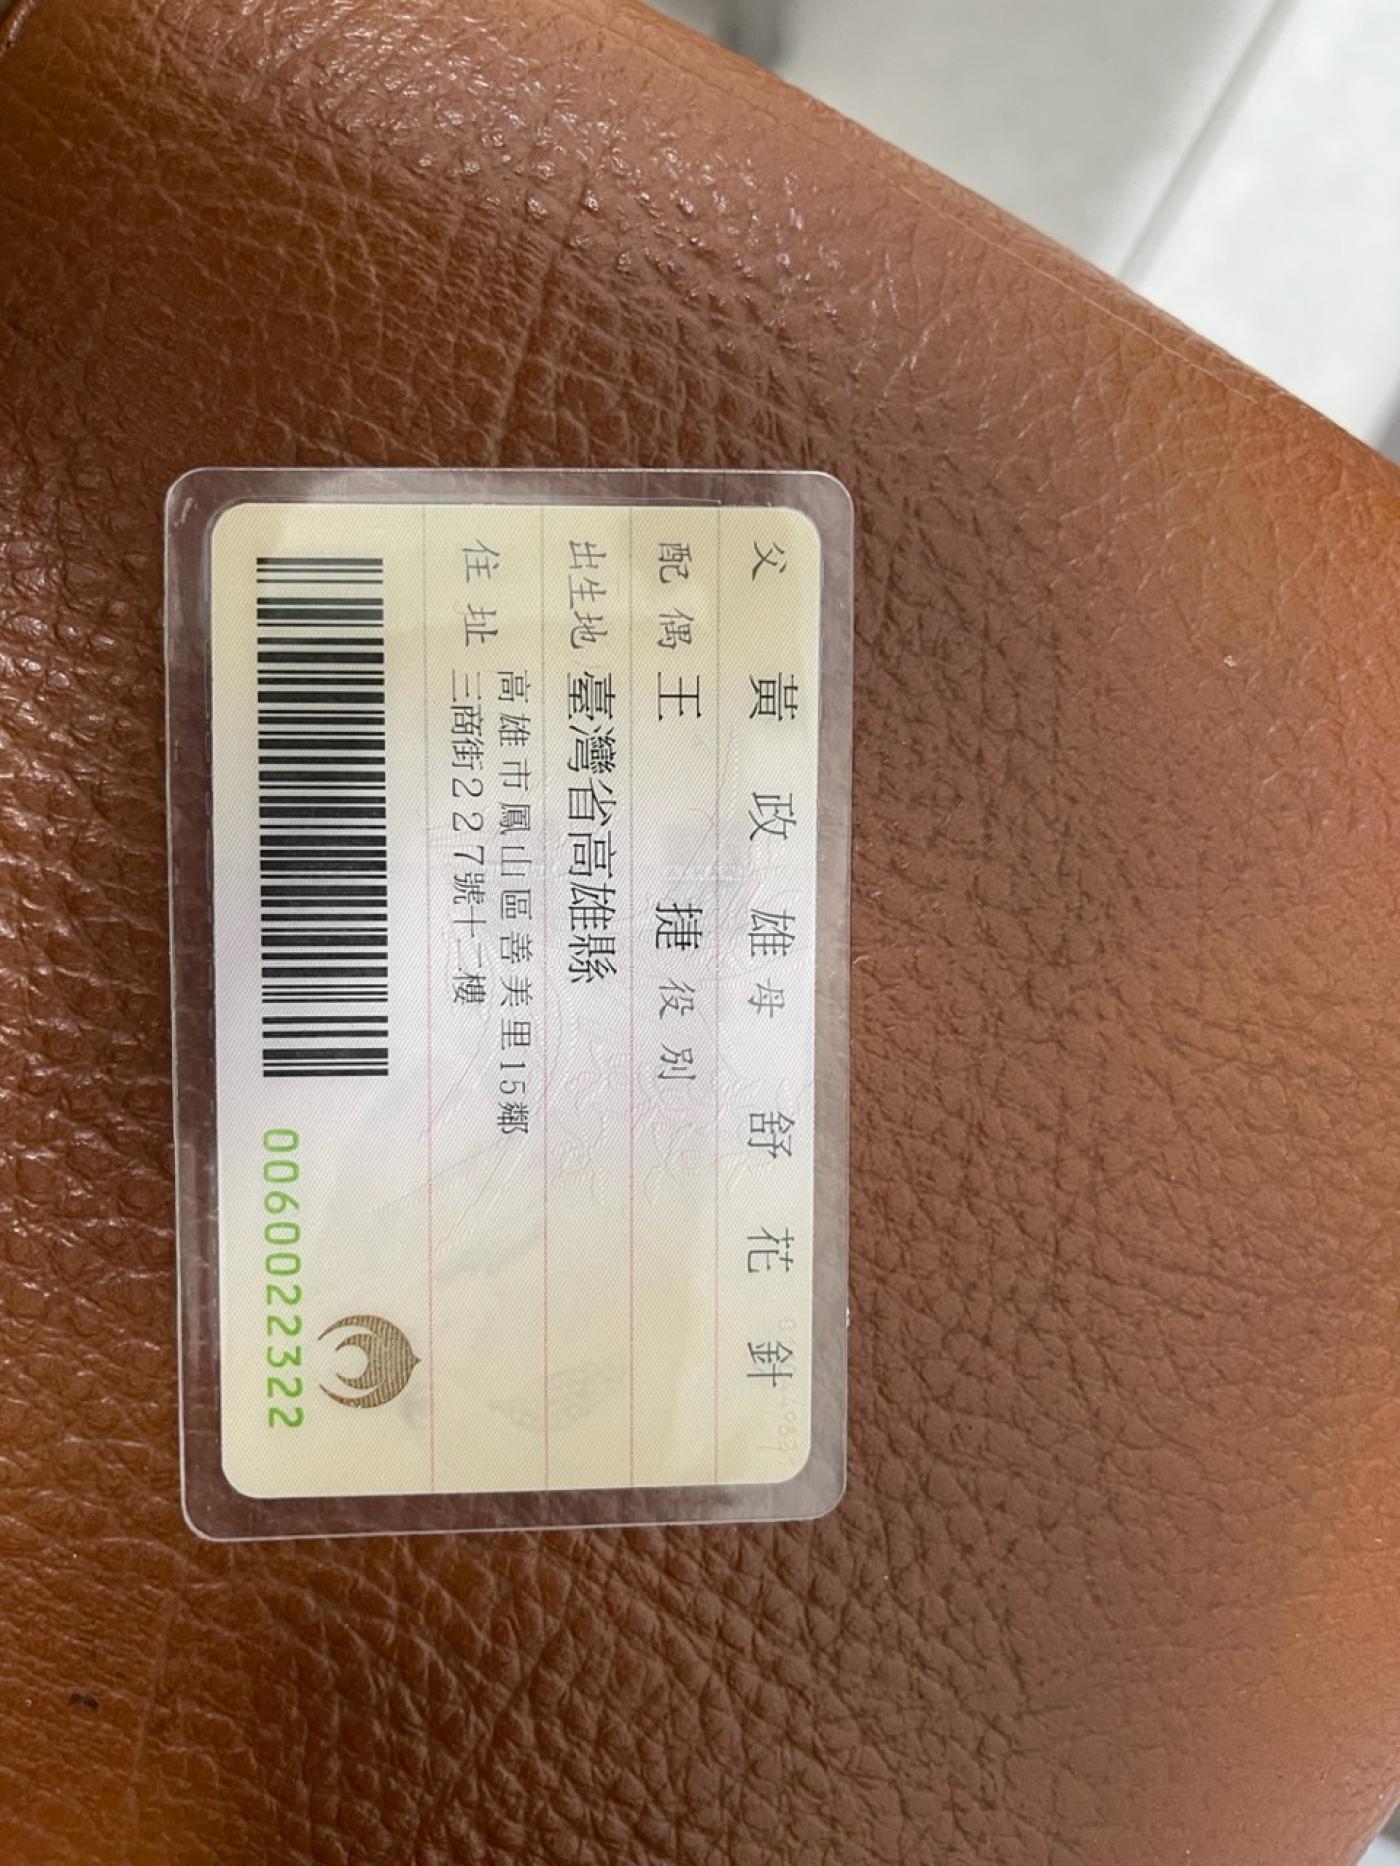 父 黃政雄 母 舒花針
配偶 王捷 役別
出生地 臺灣省高雄縣
住址 高雄市鳳山區善美里15鄰
三商街227號十二樓
0060022322